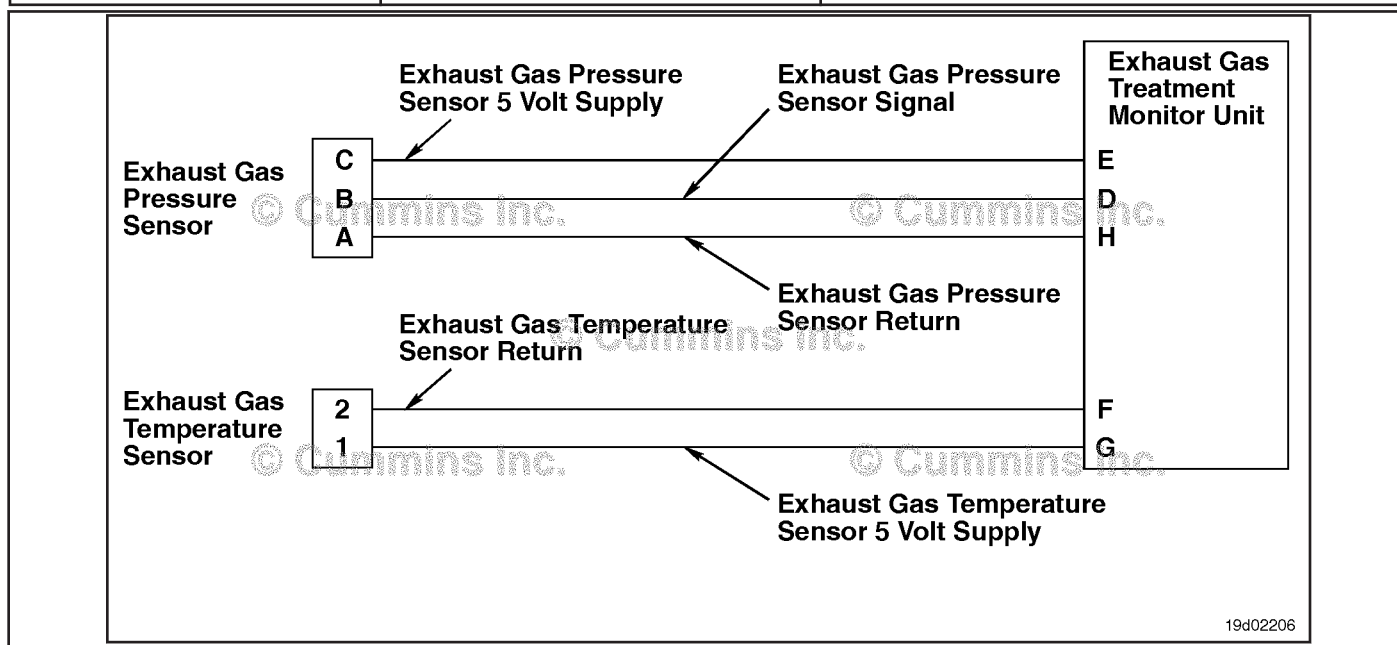 Exhaust Gas Pressure
Sensor 5 Volt Supply
Exhaust Gas Pressure
Sensor Signal
Exhaust Gas
Treatment
Monitor Unit
Exhaust Gas
Pressure
Sensor
C
B
A
E
D
H
© Cummins Inc.
© Cummins Inc.
Exhaust Gas Pressure
Sensor Return
Exhaust Gas Temperature
Sensor Return
© Cummins Inc.
Exhaust Gas
Temperature
Sensor
2
1
F
G
© Cummins Inc.
© Cummins Inc.
Exhaust Gas Temperature
Sensor 5 Volt Supply
19d02206